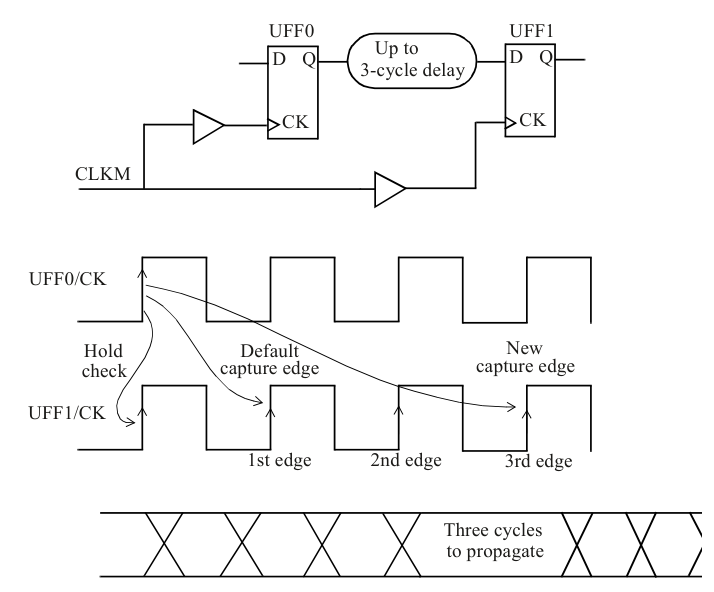 UFF0
UFF1
D Q
Up to
3-cycle delay
D Q
CK
CK
CLKM
UFF0/CK
Hold
check
Default
capture edge
New
capture edge
UFF1/CK
1st edge
2nd edge
3rd edge
Three cycles
to propagate